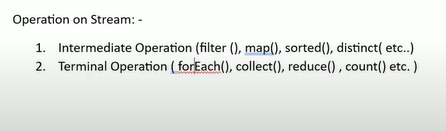 Operation on Stream: -
1. Intermediate Operation (filter (), map(), sorted(), distinct( etc..)
2. Terminal Operation ( forEach(), collect(), reduce() , count() etc. )